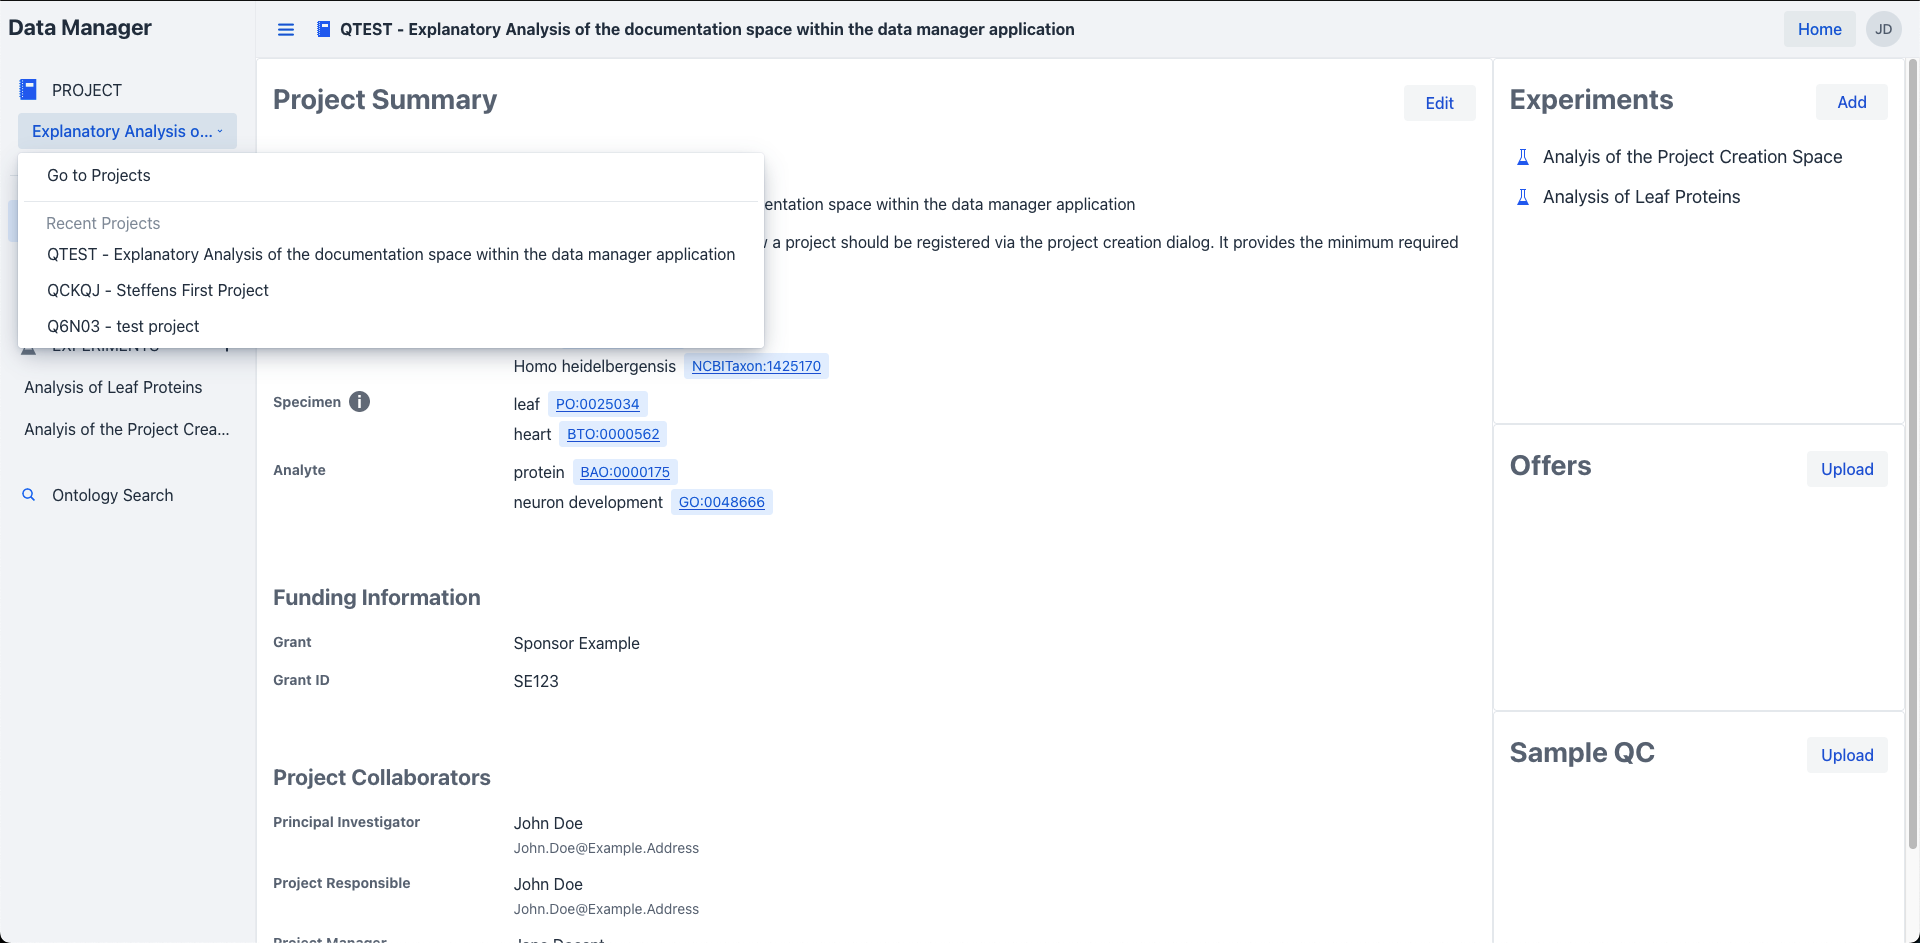 Data Manager
QTEST - Explanatory Analysis of the documentation space within the data manager application
Home
JD
PROJECT
Explanatory Analysis o...
Go to Projects
Recent Projects
QTEST - Explanatory Analysis of the documentation space within the data manager application
QCKQJ - Steffens First Project
Q6N03 - test project
EXPERIMENTS
Analysis of Leaf Proteins
Analyis of the Project Crea...
Ontology Search
Project Summary
Edit
space within the data manager application
a project should be registered via the project creation dialog. It provides the minimum required
Homo heidelbergensis NCBITaxon:1425170
Specimen
leaf PO:0025034
heart BTO:0000562
Analyte
protein BAO:0000175
neuron development GO:0048666
Funding Information
Grant
Sponsor Example
Grant ID
SE123
Project Collaborators
Principal Investigator
John Doe
John.Doe@Example.Address
Project Responsible
John Doe
John.Doe@Example.Address
Project Manager
Experiments
Add
Analyis of the Project Creation Space
Analysis of Leaf Proteins
Offers
Upload
Sample QC
Upload